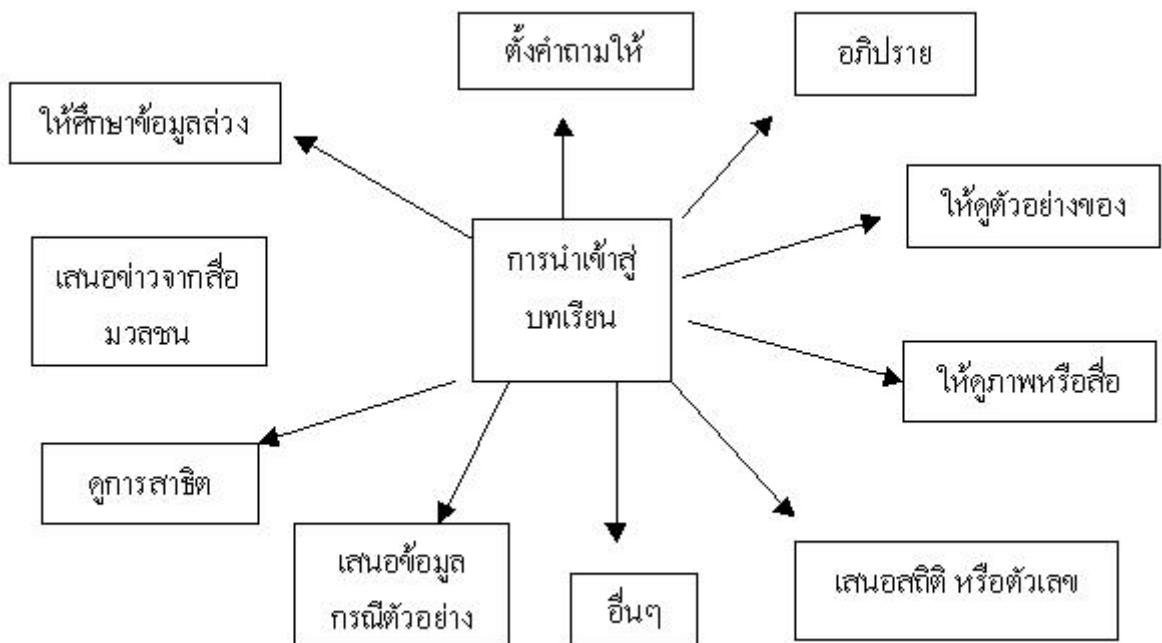 ตั้งคำถามให้
อภิปราย
ให้ศึกษาข้อมูลล่วง
ให้ดูตัวอย่างของ
การนำเข้าสู่
บทเรียน
เสนอข่าวจากสื่อ
มวลชน
ให้ดูภาพหรือสื่อ
ดูการสาธิต
เสนอข้อมูล
กรณีตัวอย่าง
อื่นๆ
เสนอสถิติ หรือตัวเลข